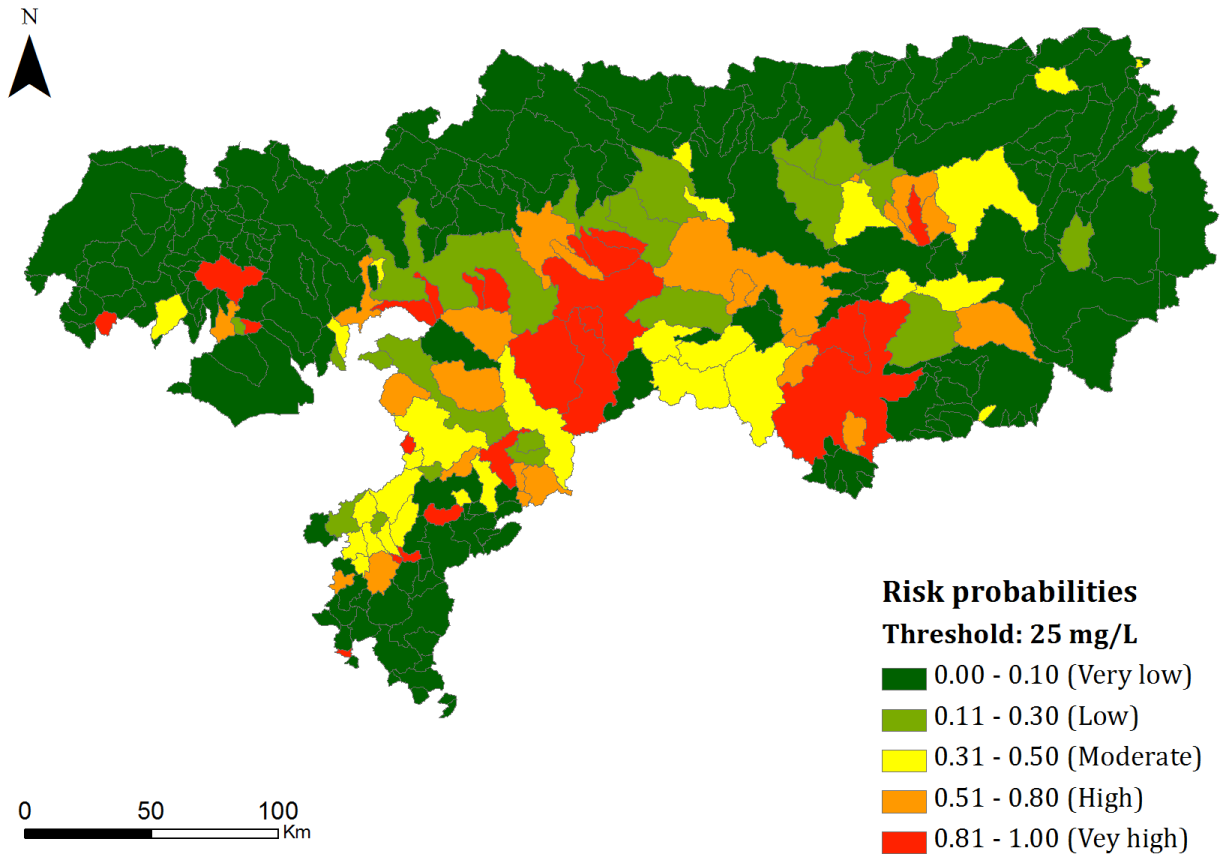 N
Risk probabilities
Threshold: 25 mg/L
0.00 - 0.10 (Very low)
0.11 - 0.30 (Low)
0.31 - 0.50 (Moderate)
0.51 - 0.80 (High)
0.81 - 1.00 (Vey high)
0 50 100
Km